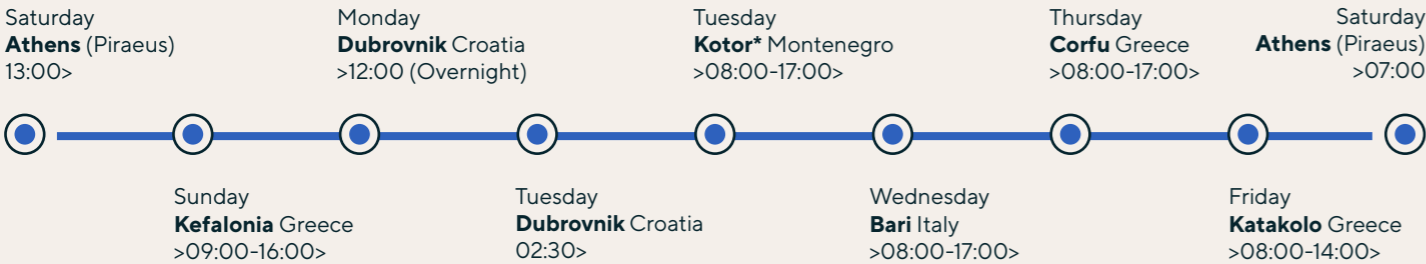 Saturday
Athens (Piraeus)
13:00>
Sunday
Kefalonia Greece
>09:00-16:00>
Monday
Dubrovnik Croatia
>12:00 (Overnight)
Tuesday
Dubrovnik Croatia
02:30>
Tuesday
Kotor* Montenegro
>08:00-17:00>
Wednesday
Bari Italy
>08:00-17:00>
Thursday
Corfu Greece
>08:00-17:00>
Friday
Katakolo Greece
>08:00-14:00>
Saturday
Athens (Piraeus)
>07:00